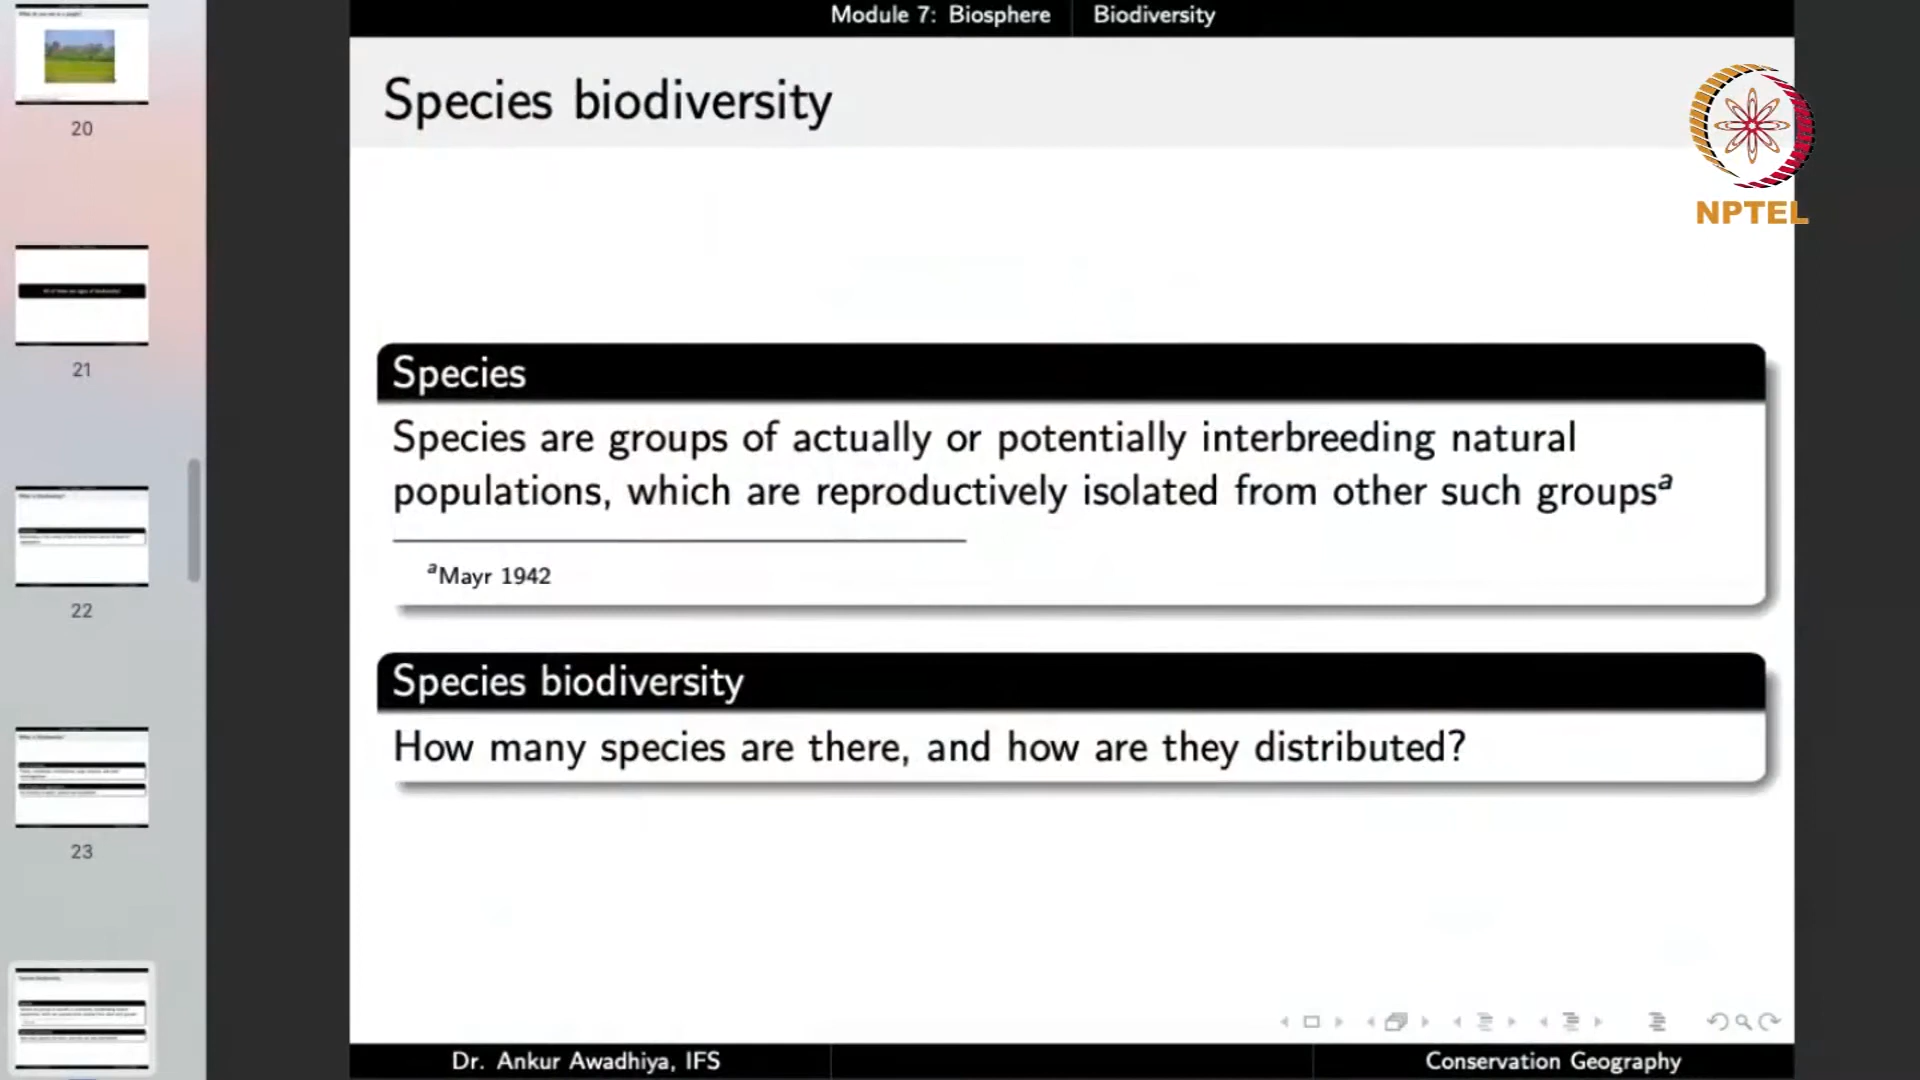 Module 7: Biosphere Biodiversity
Species biodiversity
NPTEL
Species
Species are groups of actually or potentially interbreeding natural
populations, which are reproductively isolated from other such groupsa
aMayr 1942
Species biodiversity
How many species are there, and how are they distributed?
Dr. Ankur Awadhiya, IFS Conservation Geography
20
21
22
23